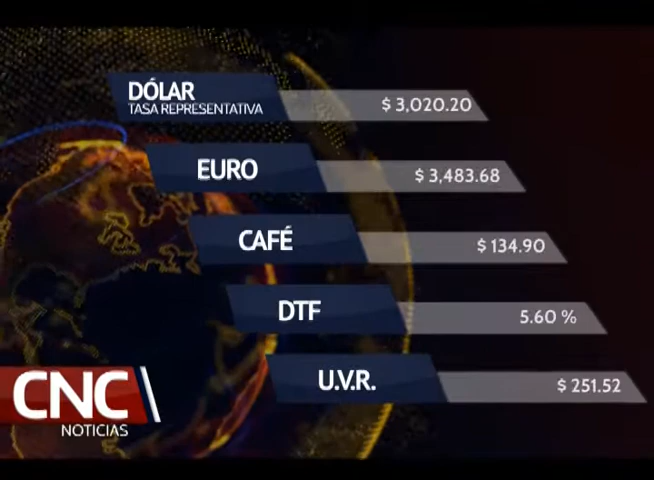 DÓLAR
TASA REPRESENTATIVA
$ 3,020.20
EURO
$ 3,483.68
CAFÉ
$ 134.90
DTF
5.60 %
U.V.R.
$ 251.52
CNC
NOTICIAS